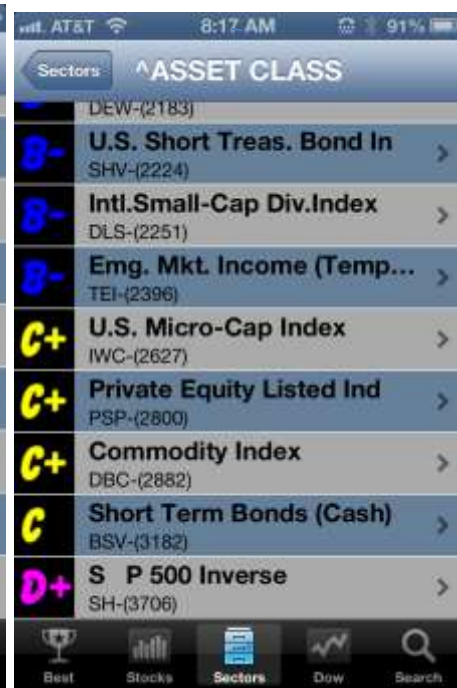 AT&T 8:17 AM 91%
Sectors ^ASSET CLASS
DEW-(2183)
B- U.S. Short Treas. Bond In
SHV-(2224)
B- Intl.Small-Cap Div.Index
DLS-(2251)
B- Emg. Mkt. Income (Temp...
TEI-(2396)
C+ U.S. Micro-Cap Index
IWC-(2627)
C+ Private Equity Listed Ind
PSP-(2800)
C+ Commodity Index
DBC-(2882)
C Short Term Bonds (Cash)
BSV-(3182)
D+ S P 500 Inverse
SH-(3706)
Best Stocks Sectors Dow Search